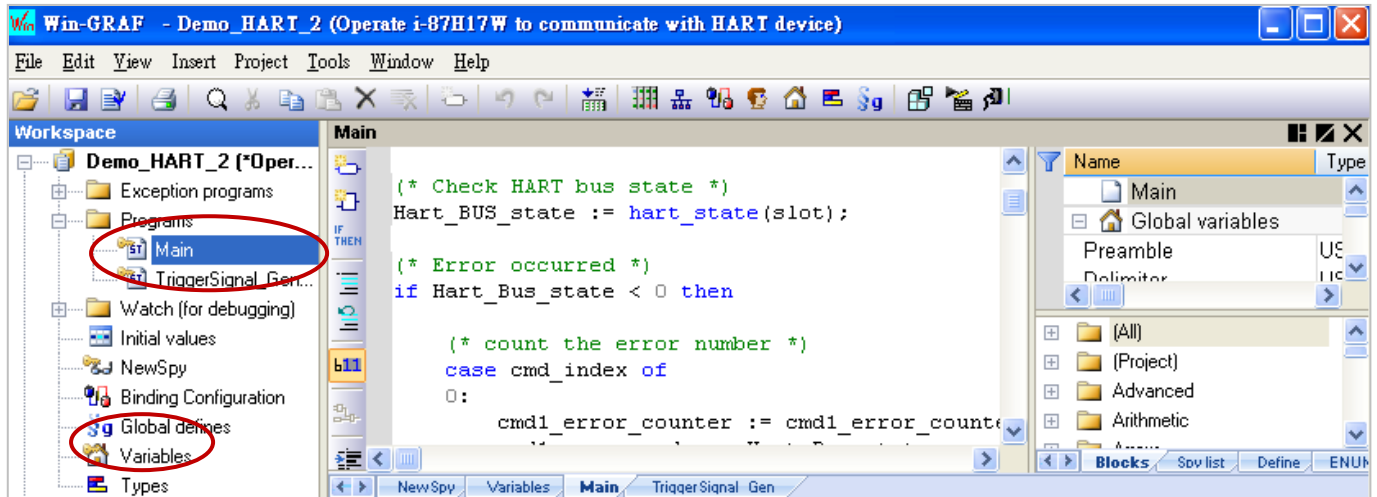 Win-GRAF - Demo_HART_2 (Operate i-87H17W to communicate with HART device)
File Edit View Insert Project Tools Window Help
Workspace
Demo_HART_2 (*Oper...
Exception programs
Programs
Main
TriggerSignal_Gen...
Watch (for debugging)
Initial values
NewSpy
Binding Configuration
Global defines
Variables
Types
Main
IF
THEN
(* Check HART bus state *)
Hart_BUS_state := hart_state(slot);
(* Error occurred *)
if Hart_Bus_state < 0 then
(* count the error number *)
case cmd_index of
0:
cmd1_error_counter := cmd1_error_counte
NewSpy Variables Main TriggerSignal_Gen
Name Type
Main
Global variables
Preamble US
Delimiter
(All)
(Project)
Advanced
Arithmetic
Blocks Spy list Define ENUM